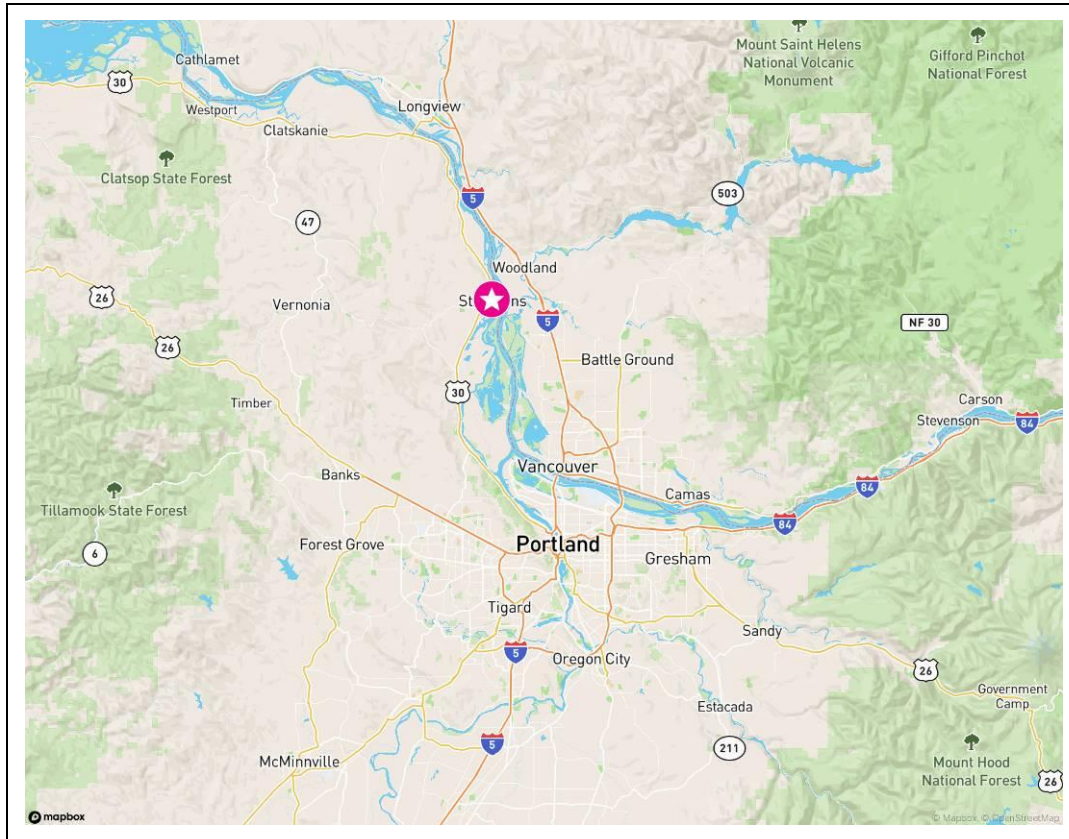 Mount Saint Helens
National Volcanic
Monument
Gifford Pinchot
National Forest
Cathlamet
30
Westport
Longview
Clatskanie
Clatsop State Forest
5
503
47
Woodland
26
Vernonia
St
ns
5
NF 30
26
Battle Ground
30
Timber
Carson
Stevenson
84
Banks
Vancouver
84
Camas
Tillamook State Forest
84
6
Forest Grove
Portland
Gresham
Tigard
Sandy
5
Oregon City
26
Government
Camp
Estacada
5
211
McMinnville
Mount Hood
National Forest
26
mapbox
© Mapbox, © OpenStreetMap